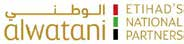 الوطني
alwatani
ETIHAD'S
NATIONAL
PARTNERS